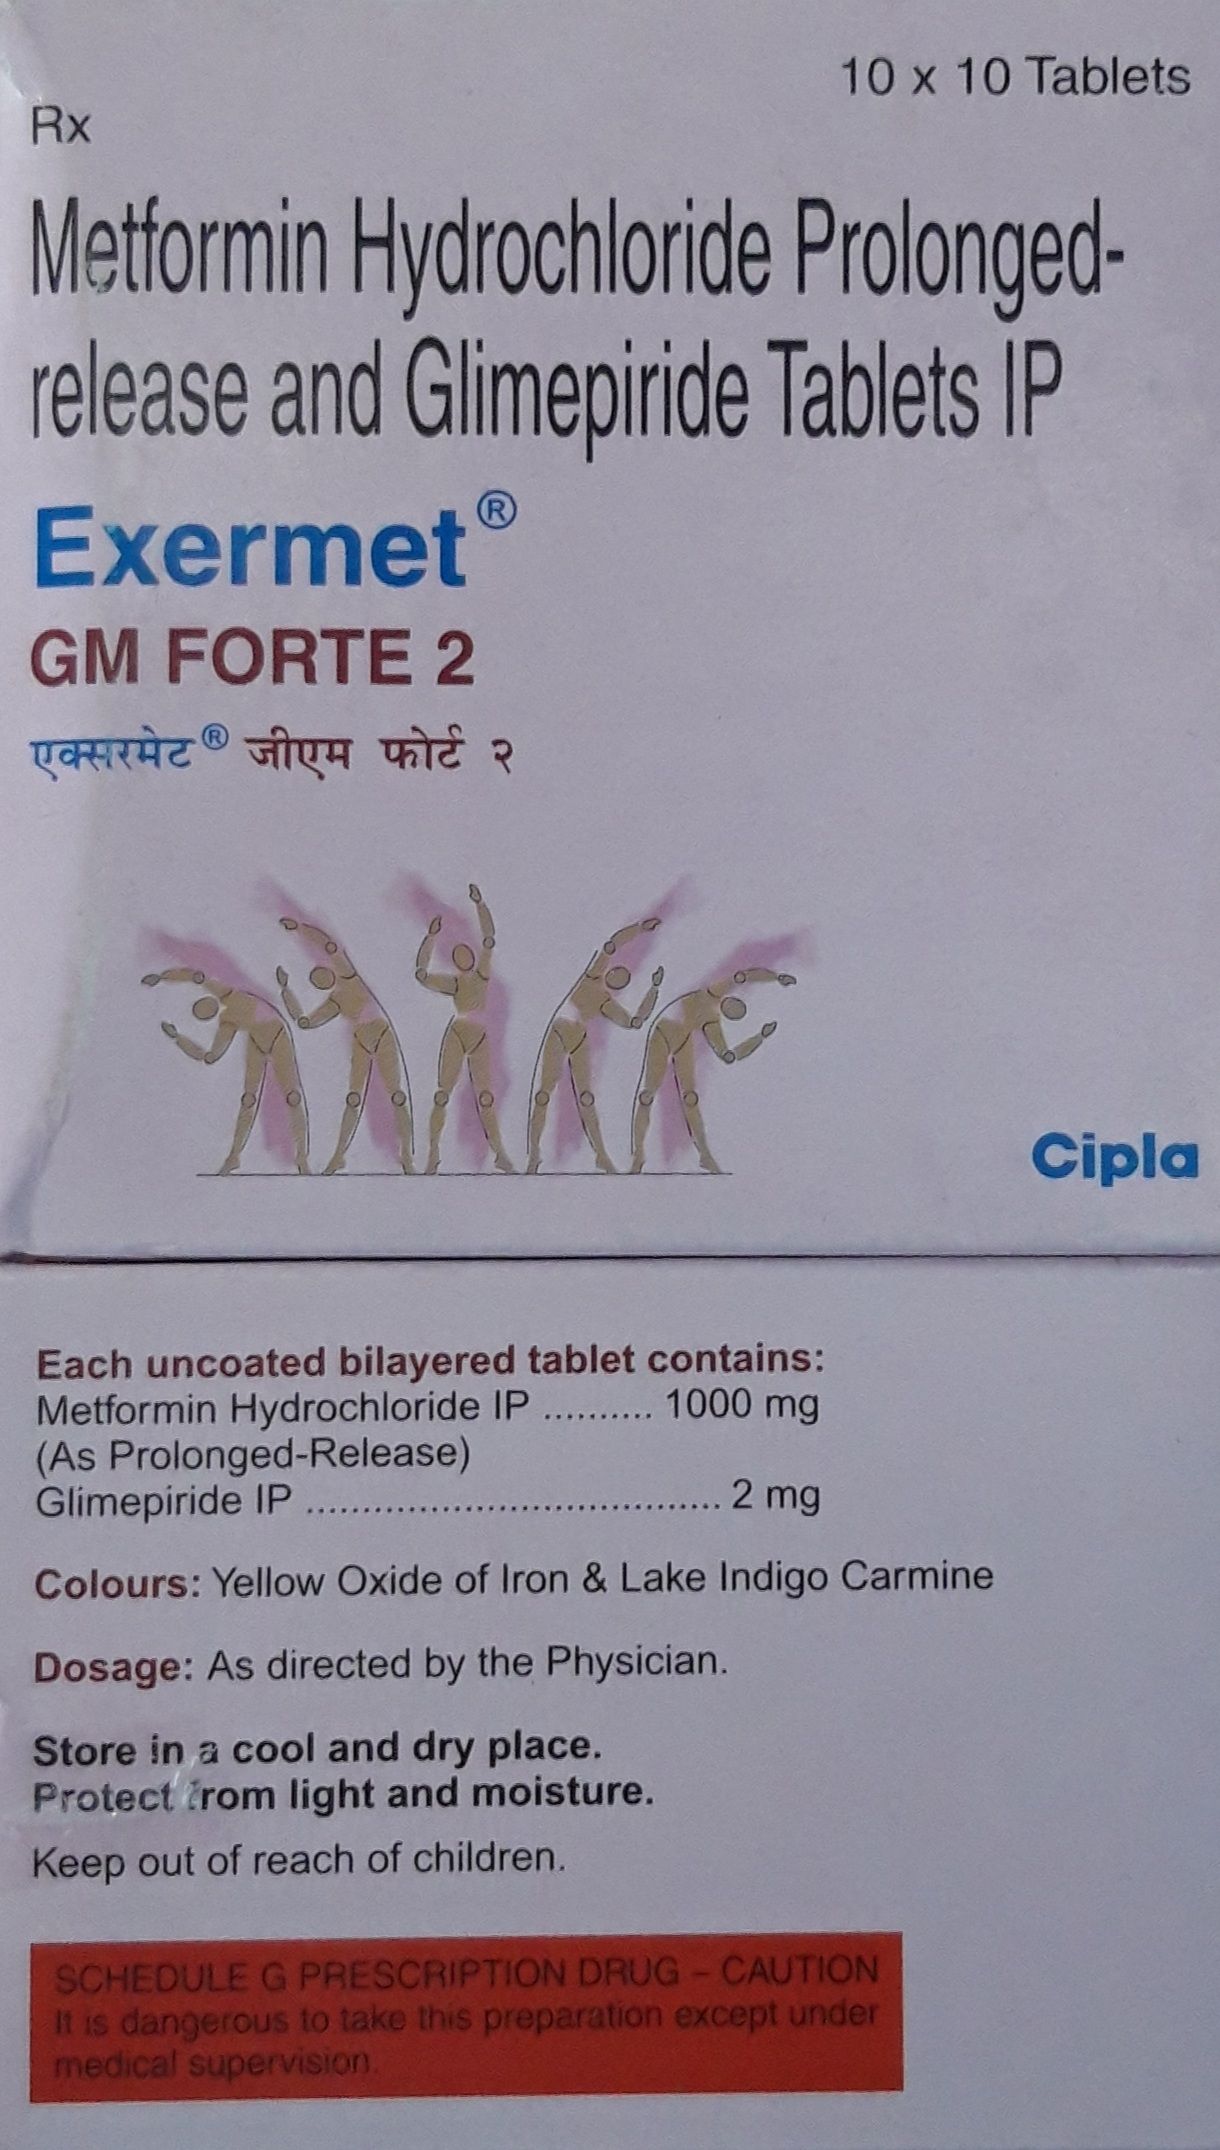 10 x 10 Tablets
Rx
Metformin Hydrochloride Prolonged-
release and Glimepiride Tablets IP
Exermet®
GM FORTE 2
एक्सरमेट® जीएम फोर्ट २
Cipla
Each uncoated bilayered tablet contains:
Metformin Hydrochloride IP .......... 1000 mg
(As Prolonged-Release)
Glimepiride IP ..................................... 2 mg
Colours: Yellow Oxide of Iron & Lake Indigo Carmine
Dosage: As directed by the Physician.
Store in a cool and dry place.
Protect from light and moisture.
Keep out of reach of children.
SCHEDULE G PRESCRIPTION DRUG – CAUTION
It is dangerous to take this preparation except under
medical supervision.